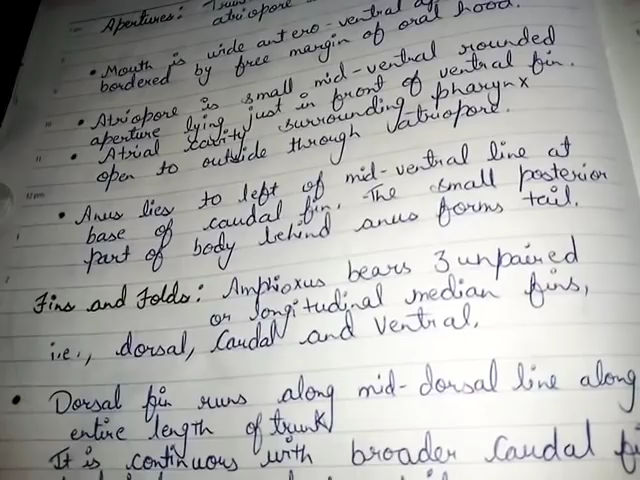 Apertures:
atriopore
• Mouth is wide antero-ventral
bordered by free margin of oral hood.
• Atriopore is small mid-ventral rounded
aperture lying just in front of ventral fin.
• Atrial cavity surrounding pharynx
open to outside through atriopore.
• Anus lies to left of mid-ventral line at
base of caudal fin. The small posterior
part of body behind anus forms tail.
Fins and Folds: Amphioxus bears 3 unpaired
or longitudinal median fins,
i.e., dorsal, caudal and ventral.
• Dorsal fin runs along mid-dorsal line along
entire length of trunk
It is continuous with broader caudal